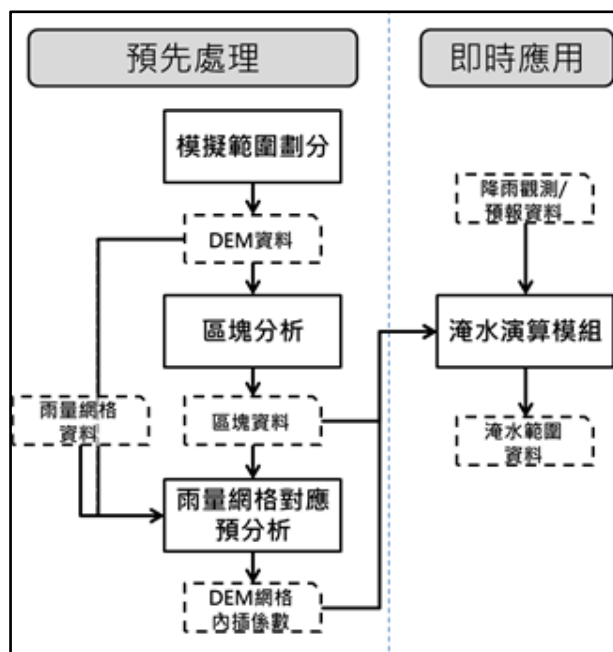 預先處理
模擬範圍劃分
DEM資料
區塊分析
雨量網格
資料
區塊資料
雨量網格對應
預分析
DEM網格
內插係數
即時應用
降雨觀測/
預報資料
淹水演算模組
淹水範圍
資料